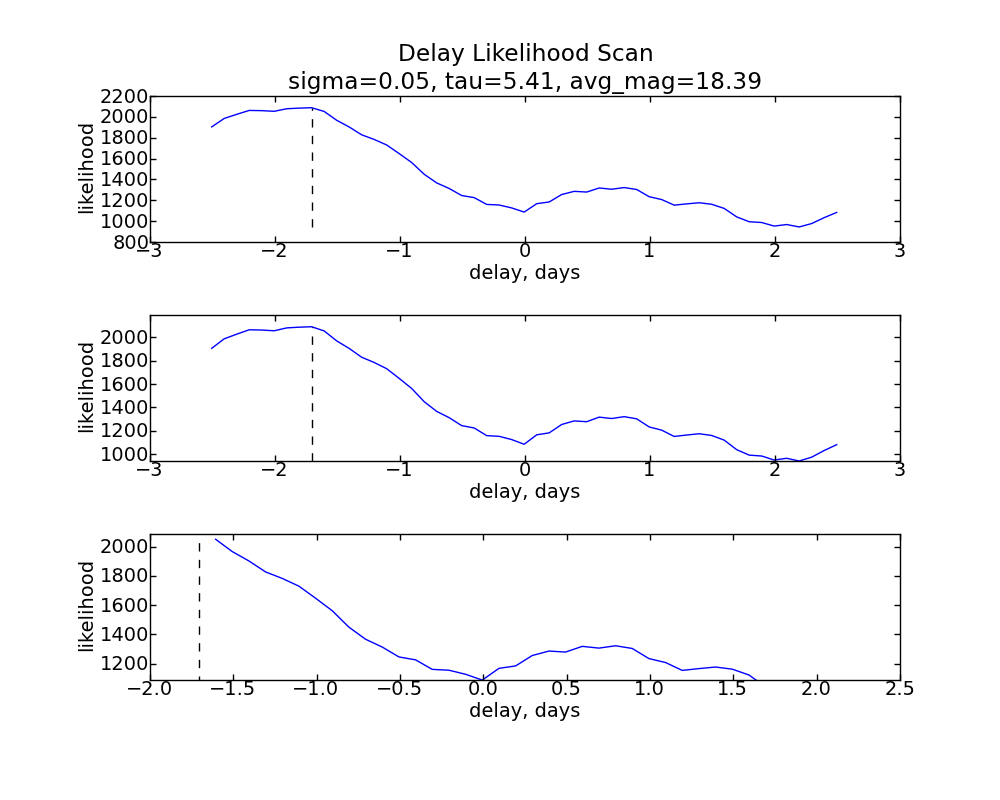 Delay Likelihood Scan
sigma=0.05, tau=5.41, avg_mag=18.39
2200
2000
1800
1600
1400
1200
1000
800
likelihood
−3 −2 −1 0 1 2 3
delay, days
2000
1800
1600
1400
1200
1000
likelihood
−3 −2 −1 0 1 2 3
delay, days
2000
1800
1600
1400
1200
likelihood
−2.0 −1.5 −1.0 −0.5 0.0 0.5 1.0 1.5 2.0 2.5
delay, days